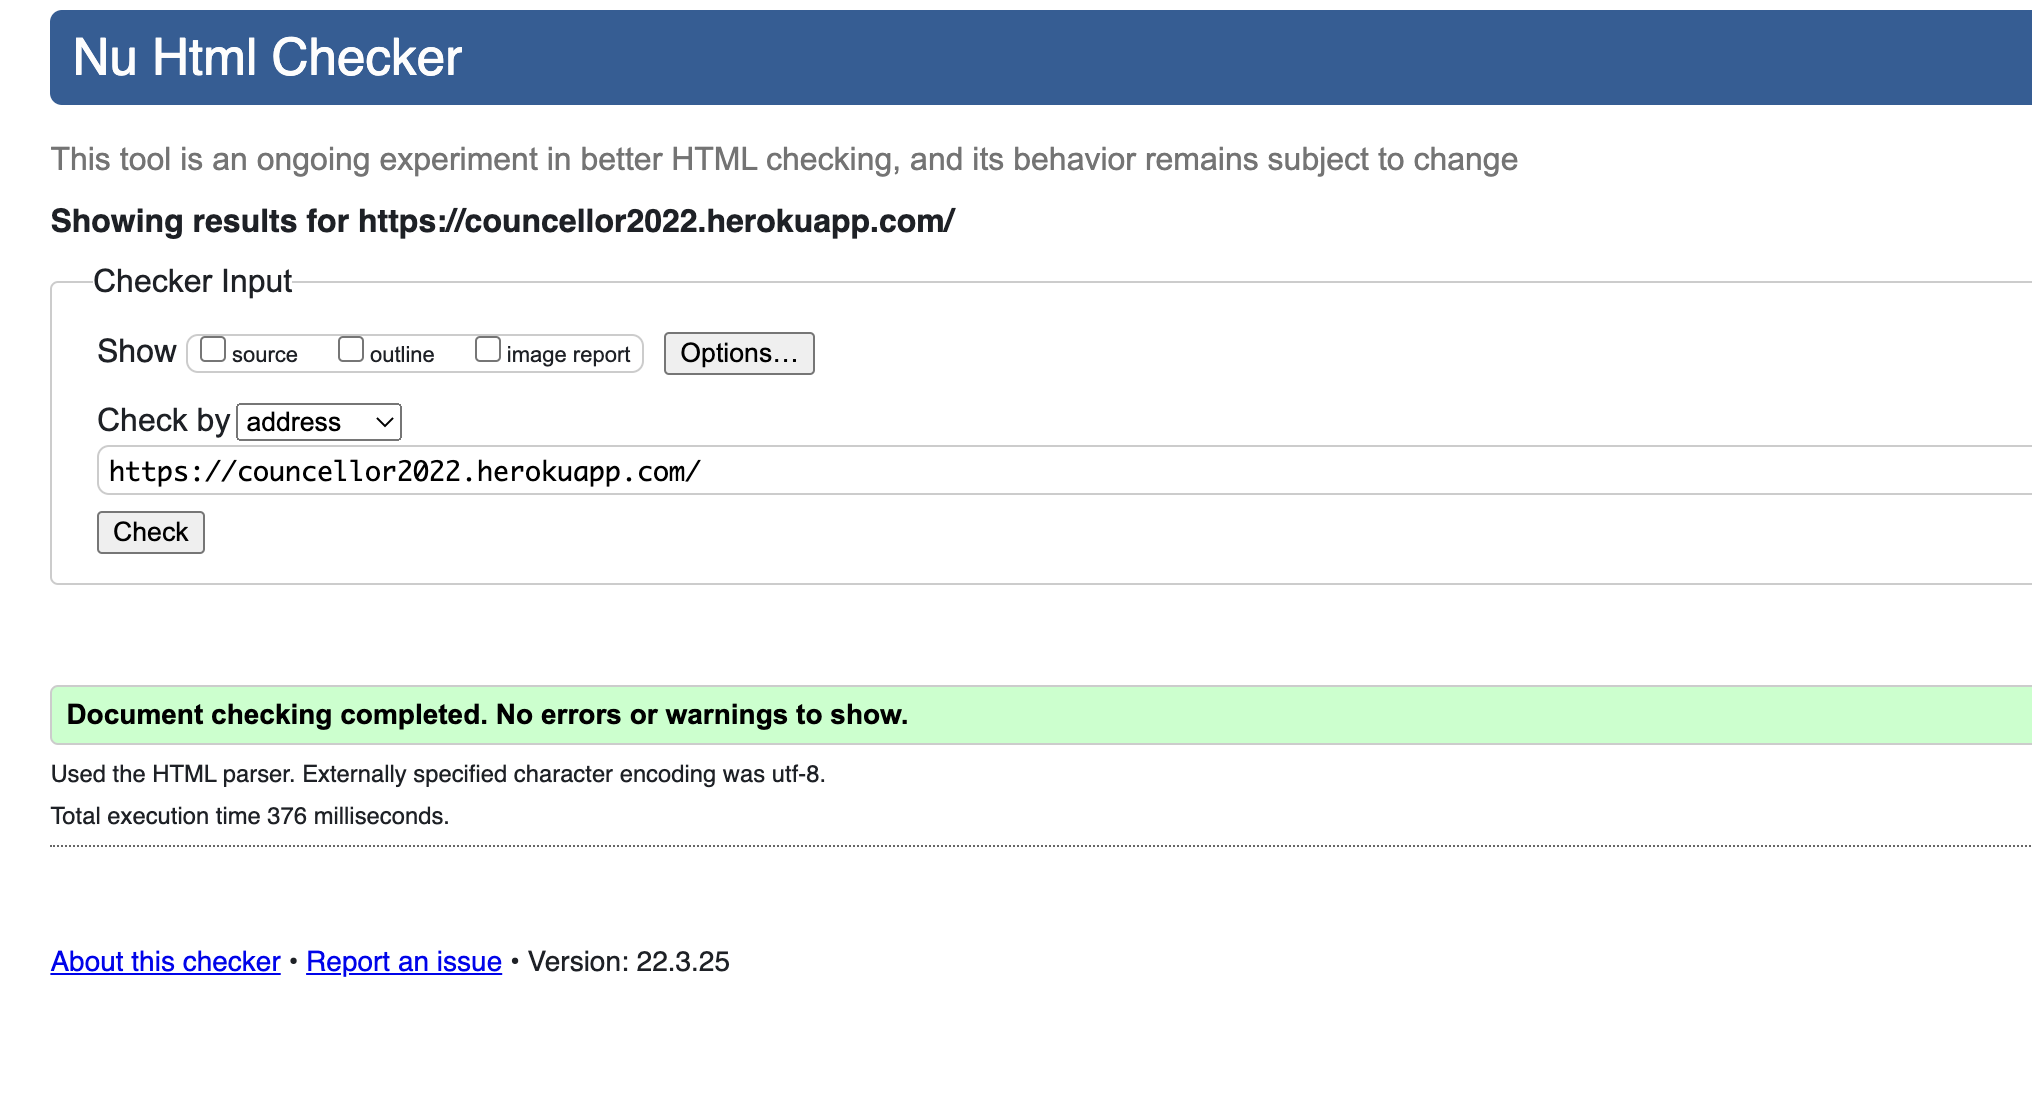 Nu Html Checker
This tool is an ongoing experiment in better HTML checking, and its behavior remains subject to change
Showing results for https://councellor2022.herokuapp.com/
Checker Input
Show source outline image report Options...
Check by address
https://councellor2022.herokuapp.com/
Check
Document checking completed. No errors or warnings to show.
Used the HTML parser. Externally specified character encoding was utf-8.
Total execution time 376 milliseconds.
About this checker • Report an issue • Version: 22.3.25